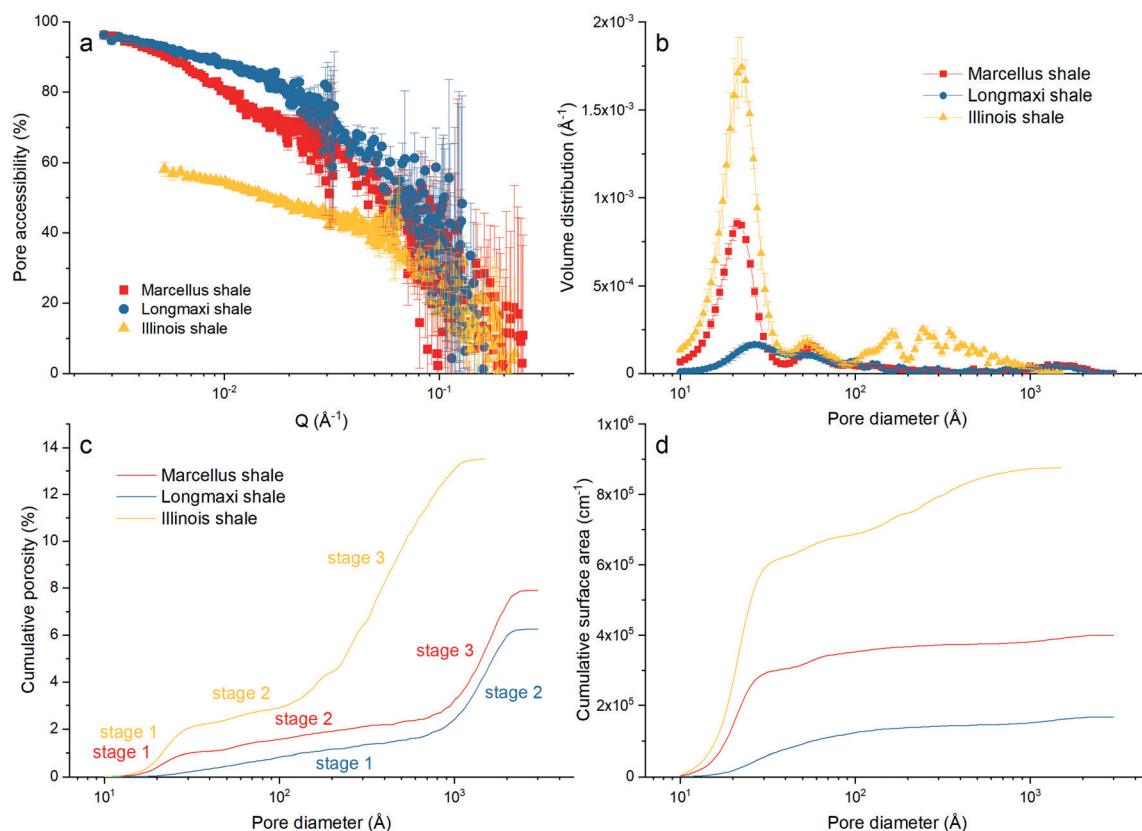 a
Pore accessibility (%)
100
80
60
40
20
0
Marcellus shale
Longmaxi shale
Illinois shale
10⁻²
10⁻¹
Q (Å⁻¹)
b
Volume distribution (Å⁻¹)
2x10⁻³
1.5x10⁻³
1x10⁻³
5x10⁻⁴
0
Marcellus shale
Longmaxi shale
Illinois shale
10¹
10²
10³
Pore diameter (Å)
c
Cumulative porosity (%)
14
12
10
8
6
4
2
0
Marcellus shale
Longmaxi shale
Illinois shale
stage 3
stage 2
stage 1
stage 3
stage 2
stage 1
stage 2
stage 1
10¹
10²
10³
Pore diameter (Å)
d
Cumulative surface area (cm⁻¹)
1x10⁶
8x10⁵
6x10⁵
4x10⁵
2x10⁵
0
10¹
10²
10³
Pore diameter (Å)